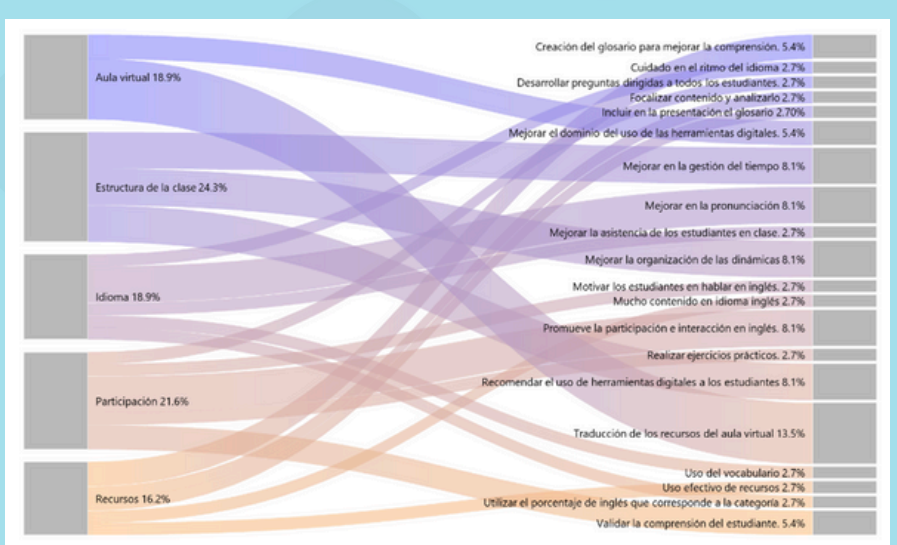 Aula virtual 18.9%
Estructura de la clase 24.3%
Idioma 18.9%
Participación 21.6%
Recursos 16.2%
Creación del glosario para mejorar la comprensión. 5.4%
Cuidado en el ritmo del idioma 2.7%
Desarrollar preguntas dirigidas a todos los estudiantes. 2.7%
Focalizar contenido y analizarlo 2.7%
Incluir en la presentación el glosario 2.70%
Mejorar el dominio del uso de las herramientas digitales. 5.4%
Mejorar en la gestión del tiempo 8.1%
Mejorar en la pronunciación 8.1%
Mejorar la asistencia de los estudiantes en clase. 2.7%
Mejorar la organización de las dinámicas 8.1%
Motivar los estudiantes en hablar en inglés. 2.7%
Mucho contenido en idioma inglés 2.7%
Promueve la participación e interacción en inglés. 8.1%
Realizar ejercicios prácticos. 2.7%
Recomendar el uso de herramientas digitales a los estudiantes 8.1%
Traducción de los recursos del aula virtual 13.5%
Uso del vocabulario 2.7%
Uso efectivo de recursos 2.7%
Utilizar el porcentaje de inglés que corresponde a la categoría 2.7%
Validar la comprensión del estudiante. 5.4%